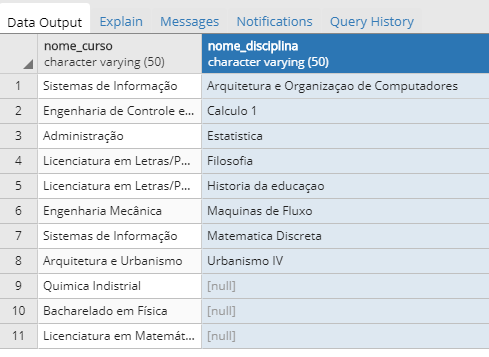 Data Output Explain Messages Notifications Query History
nome_curso nome_disciplina
character varying (50) character varying (50)
1 Sistemas de Informação Arquitetura e Organizaçao de Computadores
2 Engenharia de Controle e... Calculo 1
3 Administração Estatistica
4 Licenciatura em Letras/P... Filosofia
5 Licenciatura em Letras/P... Historia da educaçao
6 Engenharia Mecânica Maquinas de Fluxo
7 Sistemas de Informação Matematica Discreta
8 Arquitetura e Urbanismo Urbanismo IV
9 Quimica Indistrial [null]
10 Bacharelado em Física [null]
11 Licenciatura em Matemát... [null]